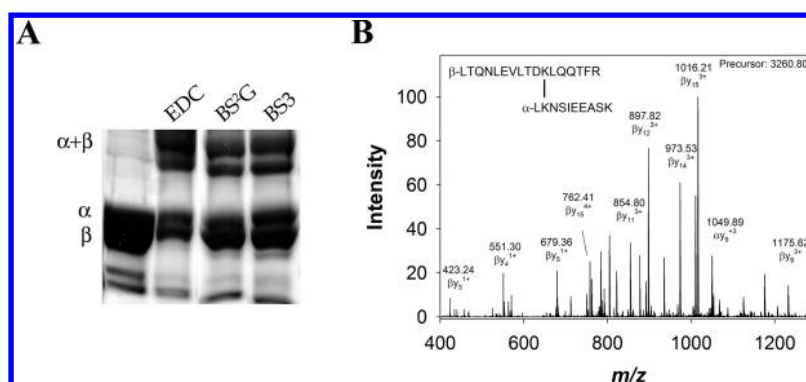 A
EDC
BS²G
BS3
α+β
α
β
B
β-LTQNLEVLTDKLQQTFR
α-LKNSIEEASK
Precursor: 3260.80
1016.21
βy₁₅³⁺
897.82
βy₁₂³⁺
973.53
βy₁₄³⁺
762.41
βy₁₅⁴⁺
854.80
βy₁₁³⁺
1049.89
αy₉⁺³
679.36
βy₅¹⁺
551.30
βy₄¹⁺
423.24
βy₃¹⁺
1175.62
Intensity
100
80
60
40
20
0
400 600 800 1000 1200
m/z